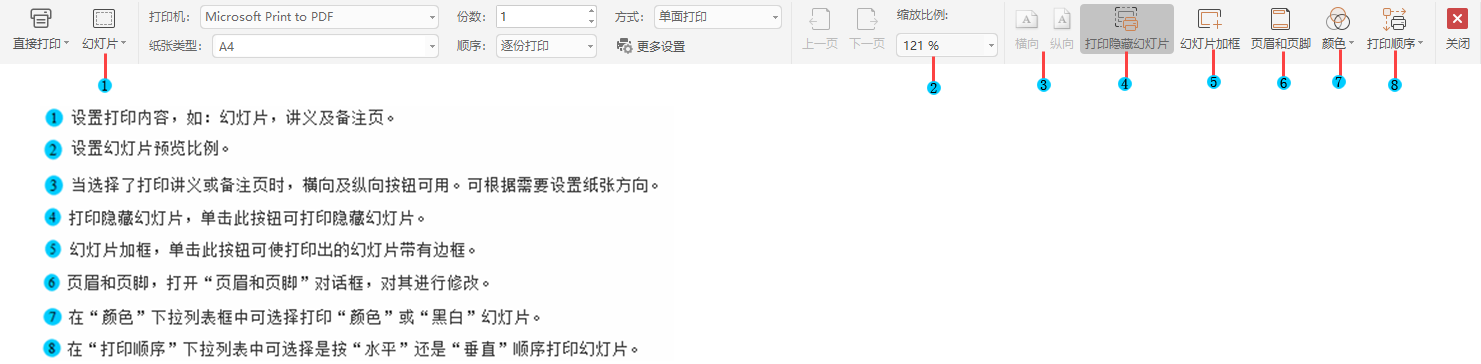 打印机: Microsoft Print to PDF 份数: 1 方式: 单面打印 缩放比例:
直接打印 幻灯片 纸张类型: A4 顺序: 逐份打印 更多设置 上一页 下一页 121 % 横向 纵向 打印隐藏幻灯片 幻灯片加框 页眉和页脚 颜色 打印顺序 关闭
1 2 3 4 5 6 7 8
1 设置打印内容，如：幻灯片，讲义及备注页。
2 设置幻灯片预览比例。
3 当选择了打印讲义或备注页时，横向及纵向按钮可用。可根据需要设置纸张方向。
4 打印隐藏幻灯片，单击此按钮可打印隐藏幻灯片。
5 幻灯片加框，单击此按钮可使打印出的幻灯片带有边框。
6 页眉和页脚，打开“页眉和页脚”对话框，对其进行修改。
7 在“颜色”下拉列表框中可选择打印“颜色”或“黑白”幻灯片。
8 在“打印顺序”下拉列表中可选择是按“水平”还是“垂直”顺序打印幻灯片。